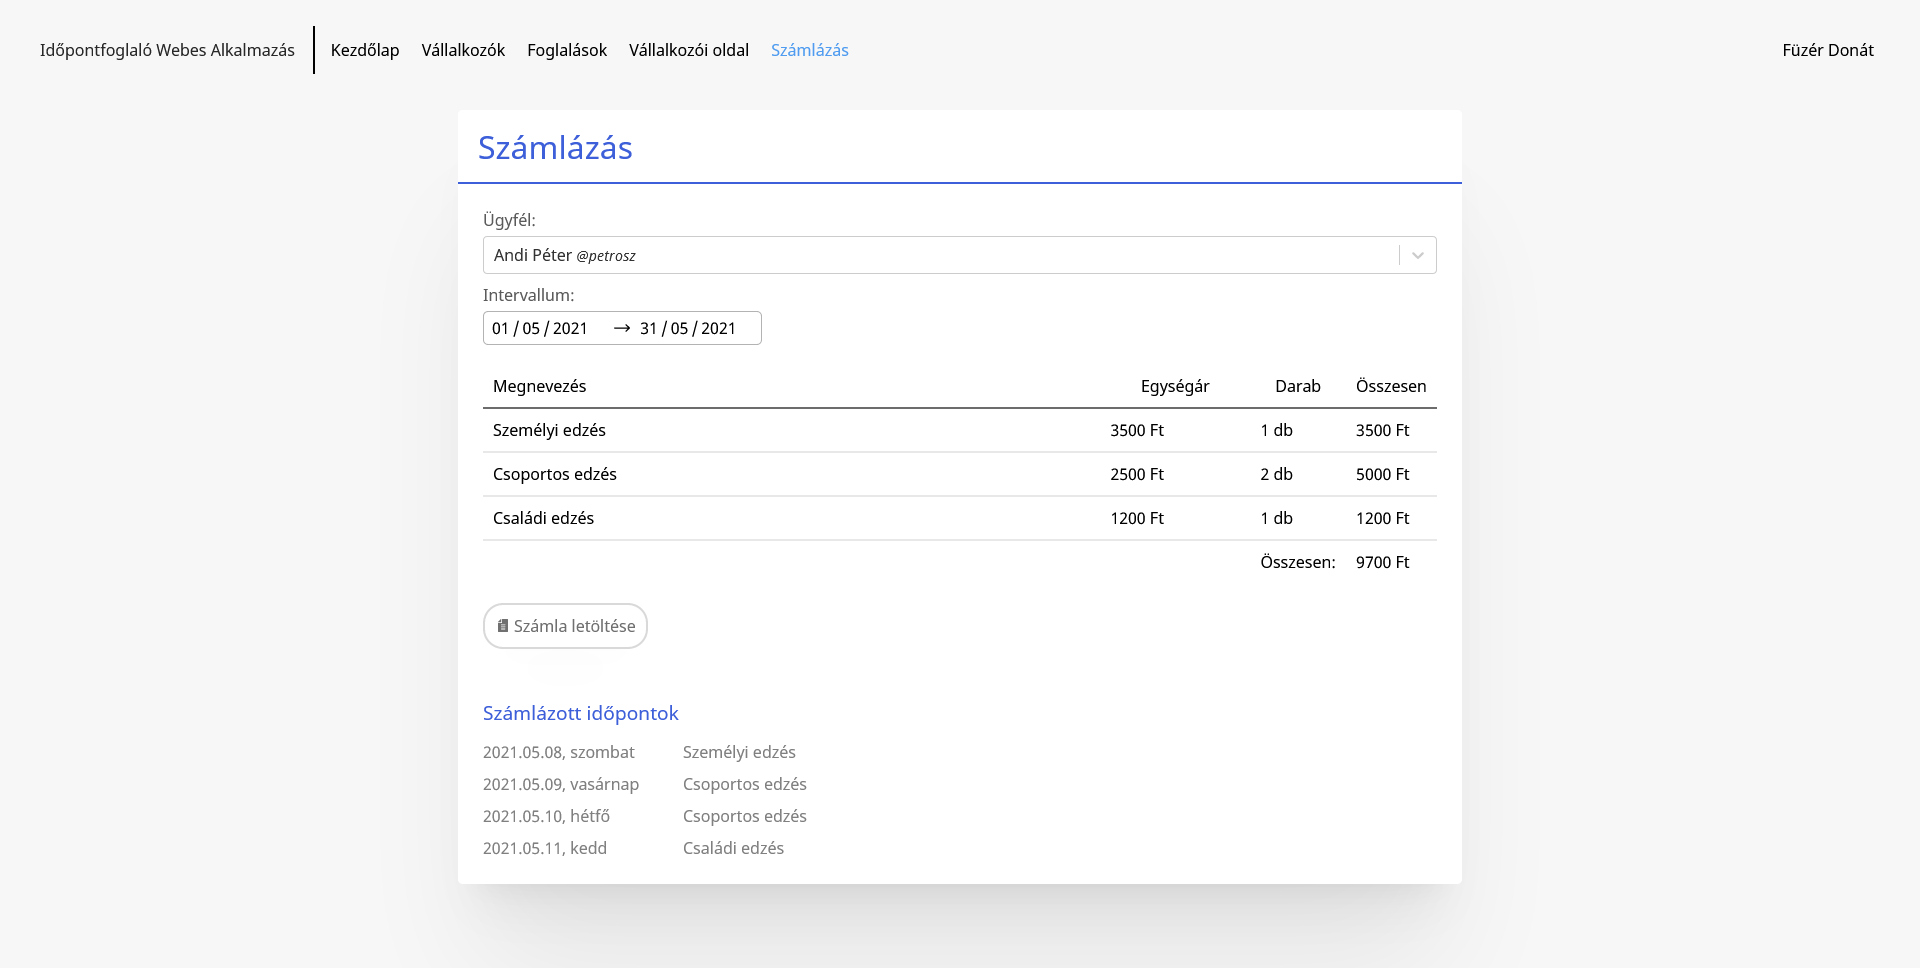 Időpontfoglaló Webes Alkalmazás Kezdőlap Vállalkozók Foglalások Vállalkozói oldal Számlázás Füzér Donát
Számlázás
Ügyfél:
Andi Péter @petrosz
Intervallum:
01 / 05 / 2021 → 31 / 05 / 2021
Megnevezés Egységár Darab Összesen
Személyi edzés 3500 Ft 1 db 3500 Ft
Csoportos edzés 2500 Ft 2 db 5000 Ft
Családi edzés 1200 Ft 1 db 1200 Ft
Összesen: 9700 Ft
Számla letöltése
Számlázott időpontok
2021.05.08, szombat Személyi edzés
2021.05.09, vasárnap Csoportos edzés
2021.05.10, hétfő Csoportos edzés
2021.05.11, kedd Családi edzés